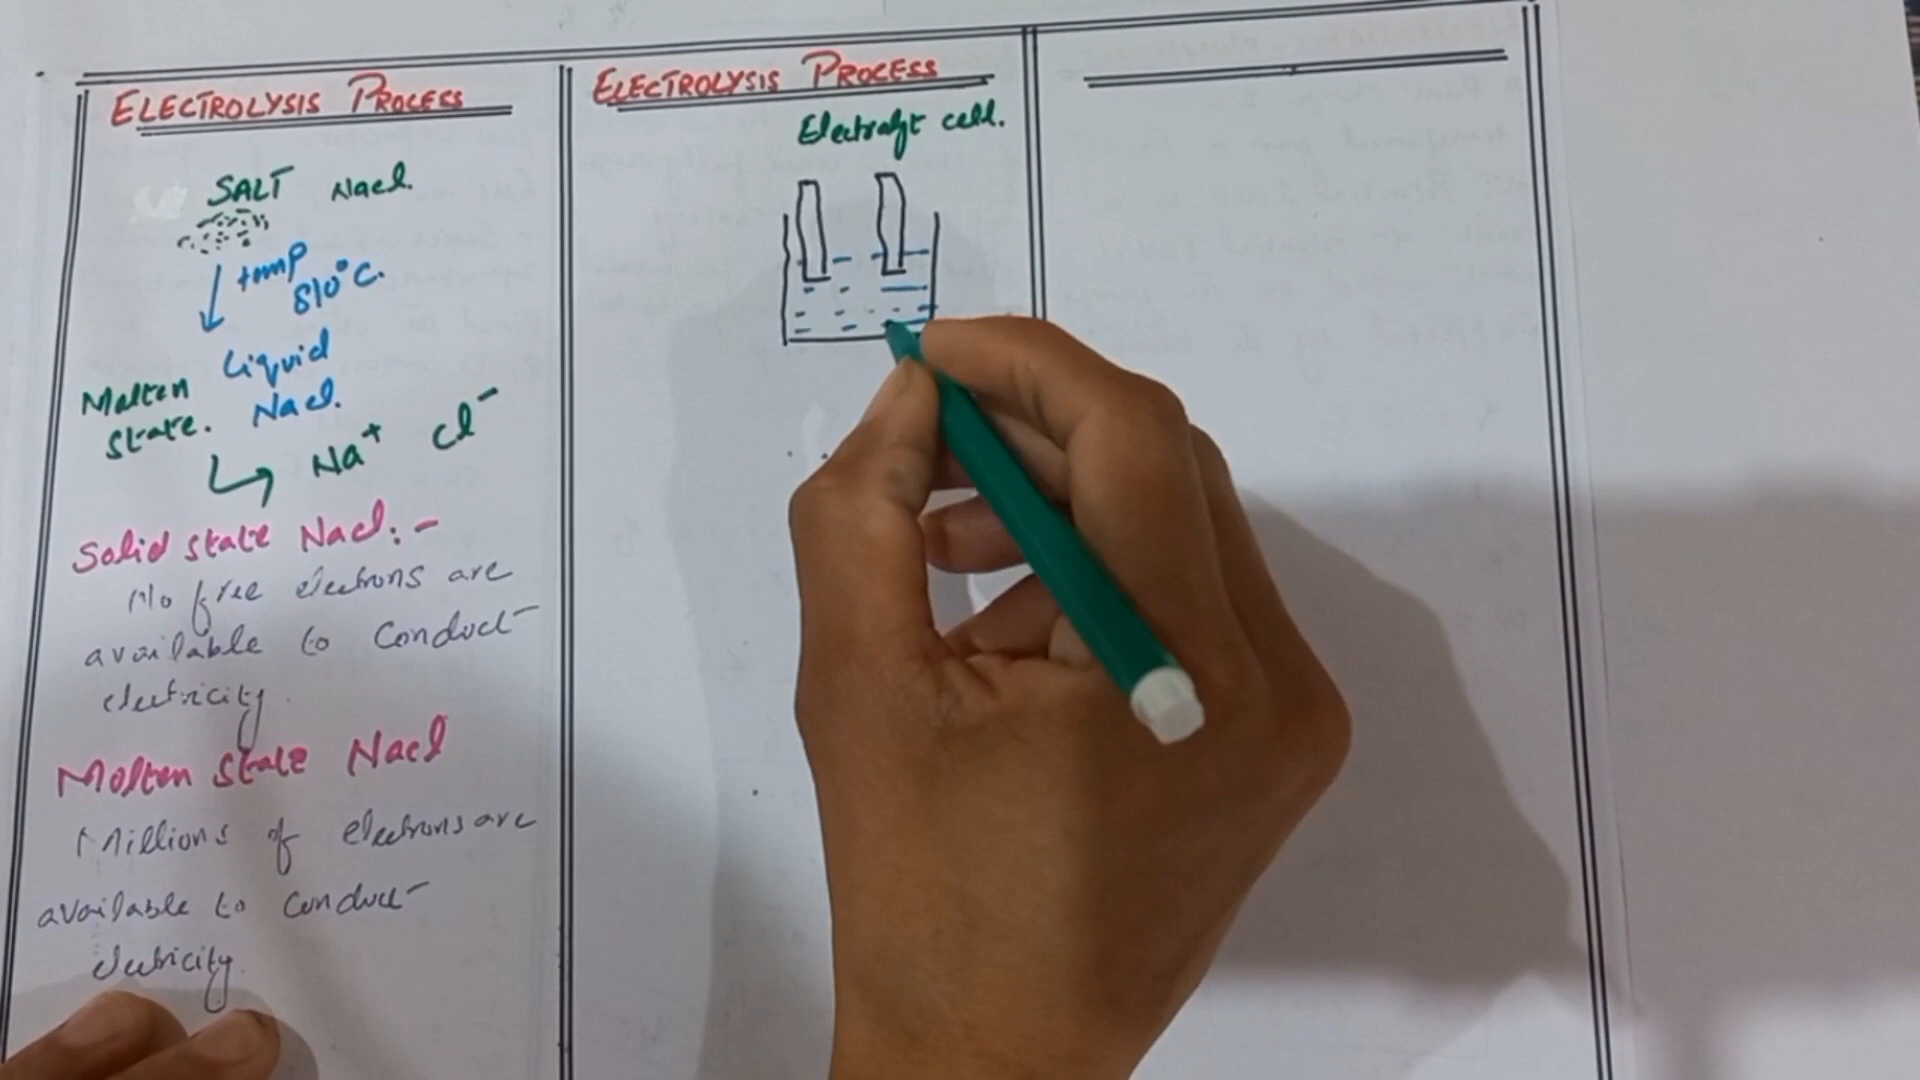 ELECTROLYSIS PROCESS
SALT Nacl.
temp
810°C.
Liquid
Molten
Nacl.
State.
Na+ Cl-
Solid state Nacl:-
No free electrons are
available to conduct
electricity.
Molten state Nacl
Millions of electrons are
available to conduct
electricity.
ELECTROLYSIS PROCESS
cell.